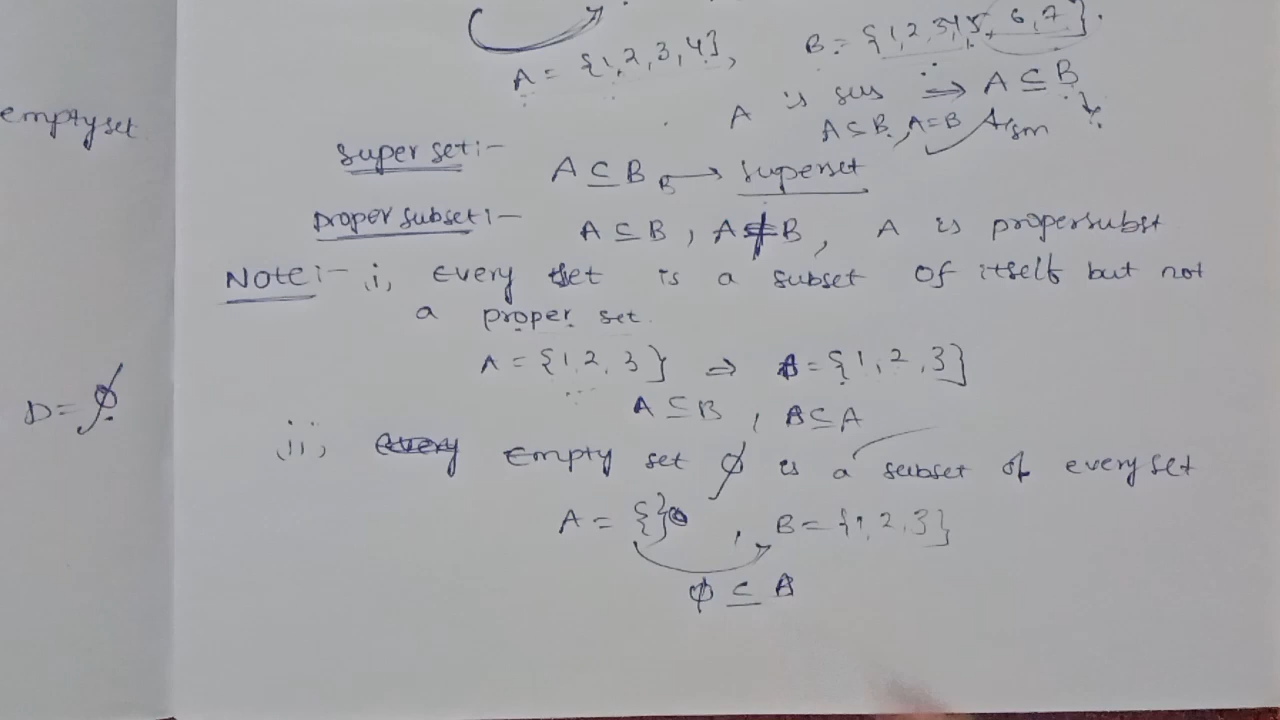 A = {1, 2, 3, 4}, B = {1, 2, 3, 4, 5, 6, 7}.
A is sus ⇒ A ⊆ B
A ⊆ B, A = B
emptyset
super set :- A ⊆ B B → superset
proper subset :- A ⊆ B, A ≠ B, A is propersubst
Note :- i, every set is a subset of itself but not
a proper set.
A = {1, 2, 3} ⇒ B = {1, 2, 3}
A ⊆ B, B ⊆ A
D = ϕ
ii, every Empty set ϕ is a subset of every set
A = {}, B = {1, 2, 3}
ϕ ⊆ A